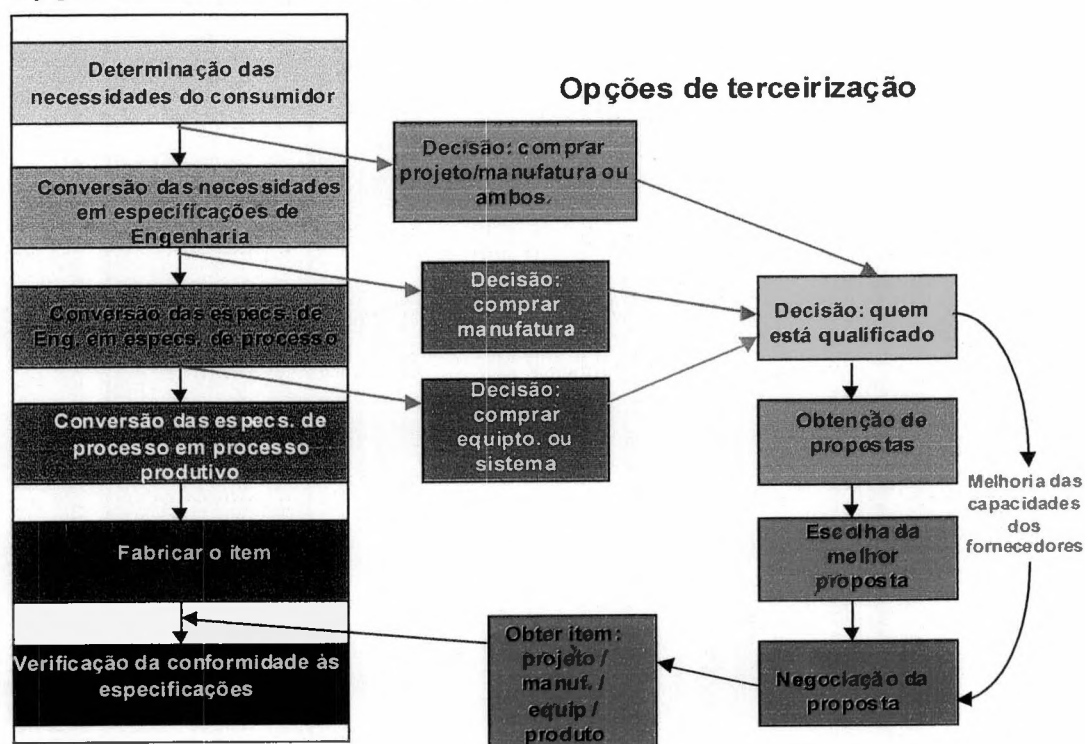 Determinação das
necessidades do consumidor
Conversão das necessidades
em especificações de
Engenharia
Conversão das especs. de
Eng. em especs. de processo
Conversão das especs. de
processo em processo
produtivo
Fabricar o item
Verificação da conformidade às
especificações
Opções de terceirização
Decisão: comprar
projeto/manufatura ou
ambos.
Decisão:
comprar
manufatura
Decisão:
comprar
equipto. ou
sistema
Decisão: quem
está qualificado
Obtenção de
propostas
Escolha da
melhor
proposta
Negociação da
proposta
Melhoria das
capacidades
dos
fornecedores
Obter item:
projeto /
manuf. /
equip /
produto